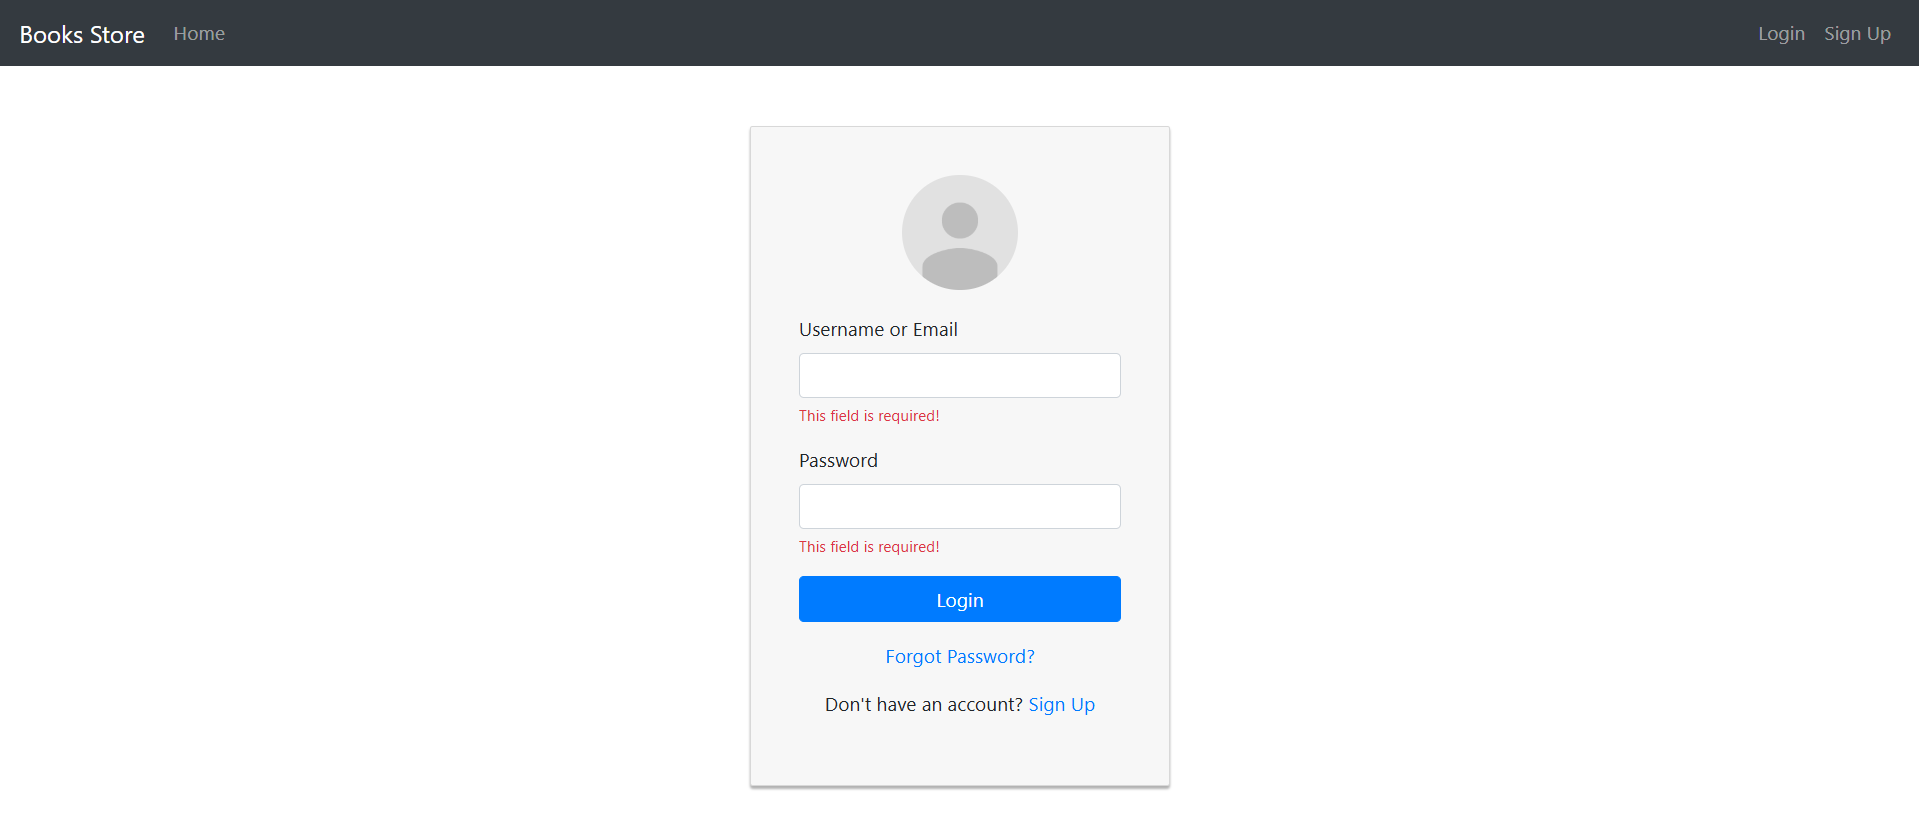 Books Store Home Login Sign Up
Username or Email
This field is required!
Password
This field is required!
Login
Forgot Password?
Don't have an account? Sign Up